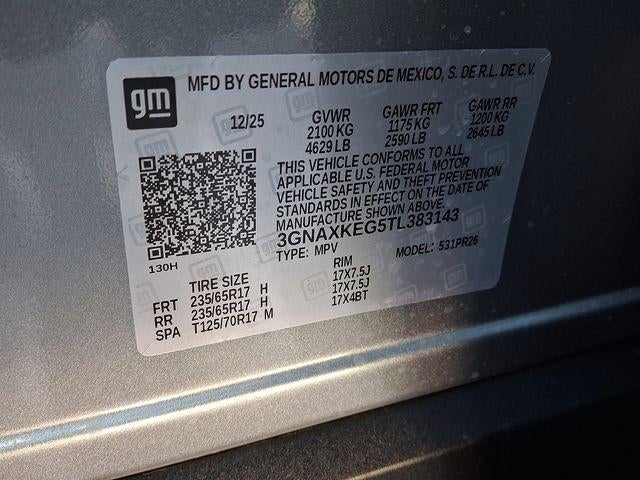 gm
MFD BY GENERAL MOTORS DE MEXICO, S. DE R.L. DE C.V.
12/25 GVWR GAWR FRT GAWR RR
2100 KG 1175 KG 1200 KG
4629 LB 2590 LB 2645 LB
THIS VEHICLE CONFORMS TO ALL
APPLICABLE U.S. FEDERAL MOTOR
VEHICLE SAFETY AND THEFT PREVENTION
STANDARDS IN EFFECT ON THE DATE OF
MANUFACTURE SHOWN ABOVE.
3GNAXKEG5TL383143
TYPE: MPV MODEL: 531PR26
130H
TIRE SIZE RIM
FRT 235/65R17 H 17X7.5J
RR 235/65R17 H 17X7.5J
SPA T125/70R17 M 17X4BT